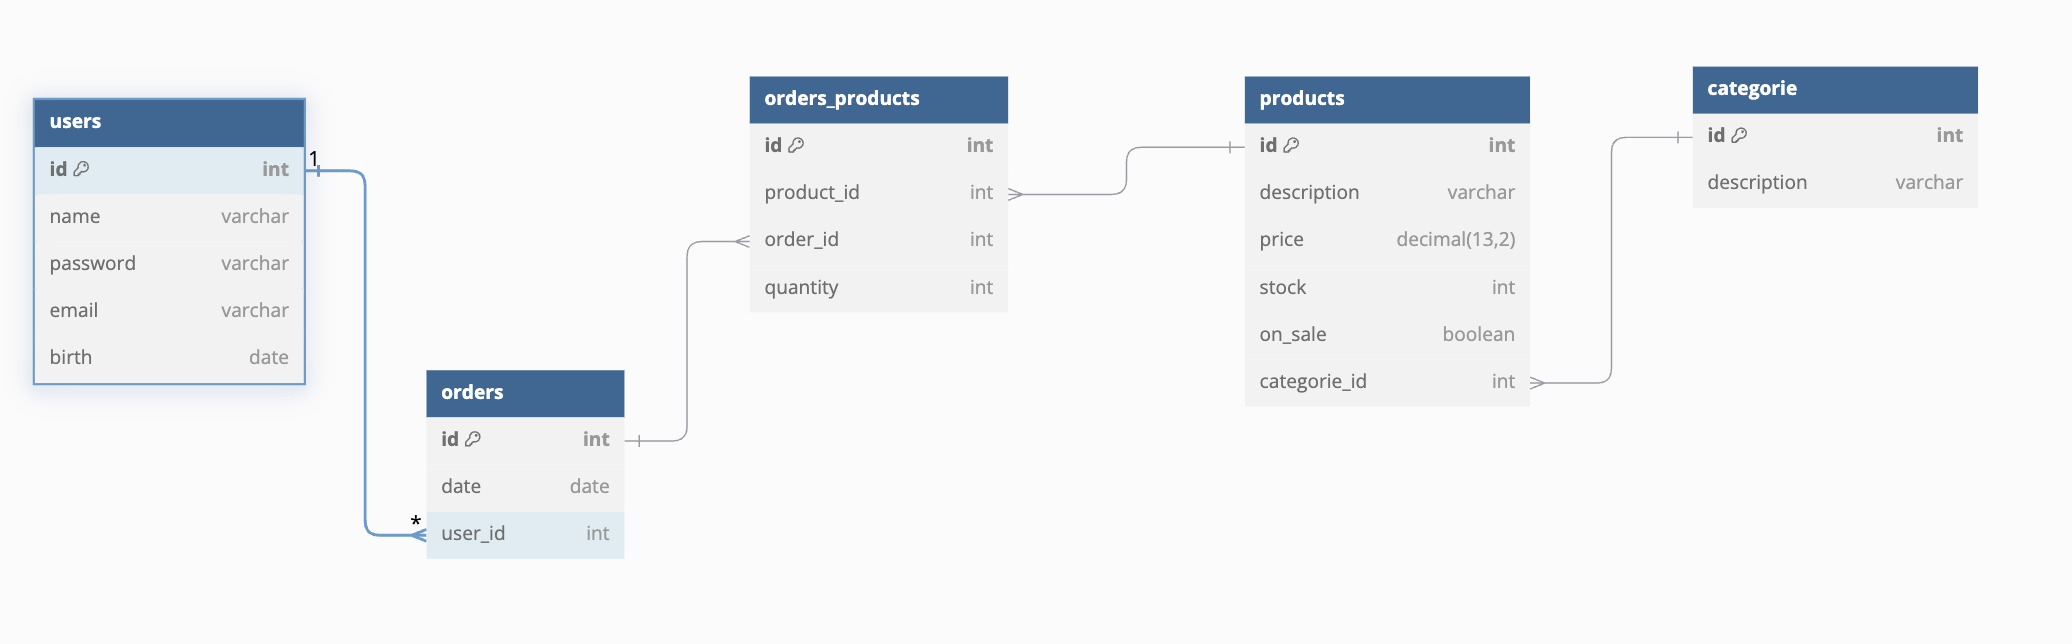 users
id int
name varchar
password varchar
email varchar
birth date
1
*
orders
id int
date date
user_id int
orders_products
id int
product_id int
order_id int
quantity int
products
id int
description varchar
price decimal(13,2)
stock int
on_sale boolean
categorie_id int
categorie
id int
description varchar